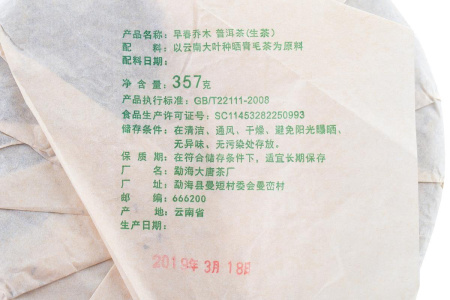 产品名称：早春乔木 普洱茶(生茶)
配　　料：以云南大叶种晒青毛茶为原料
配料日期：
净 含 量：357克
产品执行标准：GB/T22111-2008
食品生产许可证号：SC11453282250993
储存条件：在清洁、通风、干燥、避免阳光曝晒、
无异味、无污染处存放。
保 质 期：在符合储存条件下，适宜长期保存
厂　　名：勐海大唐茶厂
厂　　址：勐海县曼短村委会曼峦村
邮　　编：666200
产　　地：云南省
生产日期：
2019年 3月 18日